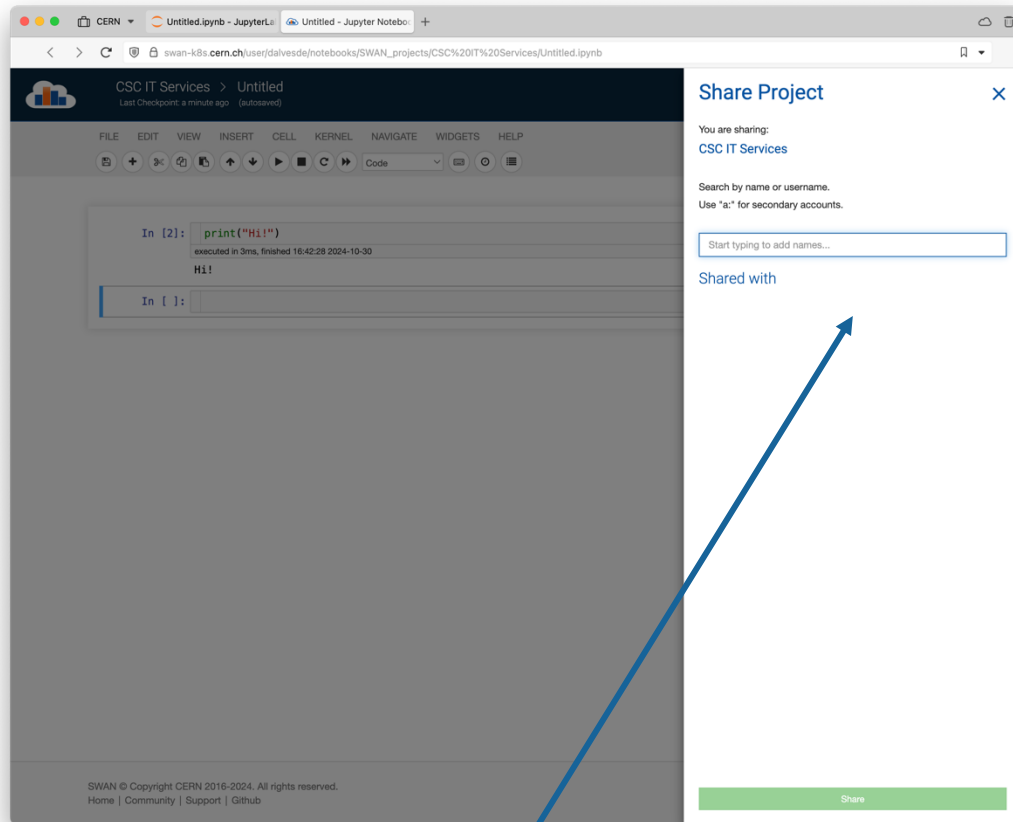 CERN
Untitled.ipynb - JupyterLa
Untitled - Jupyter Noteboo
swan-k8s.cern.ch/user/dalvesde/notebooks/SWAN_projects/CSC%20IT%20Services/Untitled.ipynb
CSC IT Services > Untitled
Last Checkpoint: a minute ago (autosaved)
FILE EDIT VIEW INSERT CELL KERNEL NAVIGATE WIDGETS HELP
Code
In [2]: print("Hi!")
executed in 3ms, finished 16:42:28 2024-10-30
Hi!
In [ ]:
SWAN © Copyright CERN 2016-2024. All rights reserved.
Home | Community | Support | Github
Share Project
You are sharing:
CSC IT Services
Search by name or username.
Use "a:" for secondary accounts.
Start typing to add names...
Shared with
Share